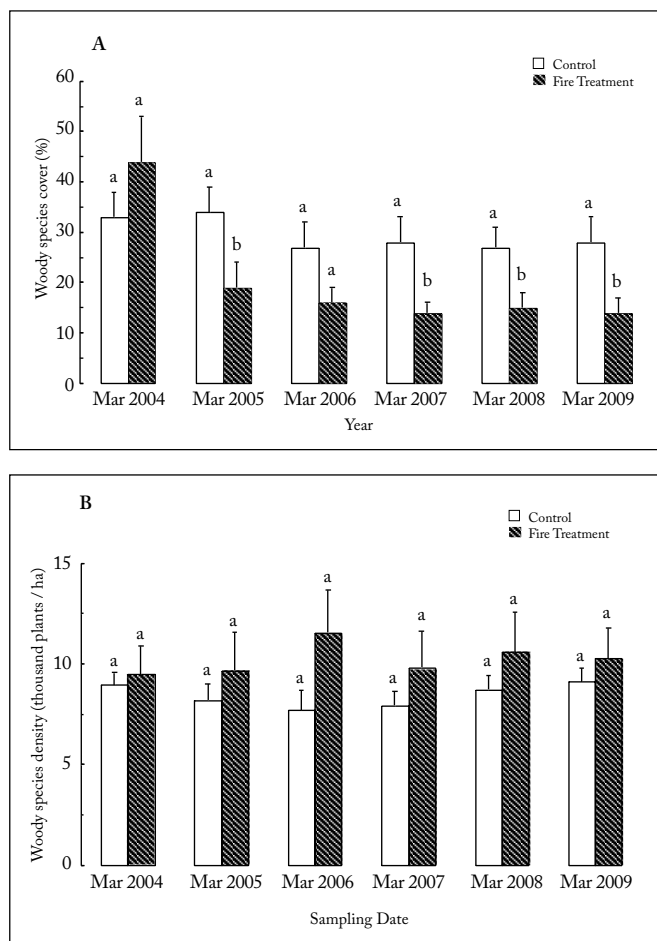 A
Control
Fire Treatment
Woody species cover (%)
60
50
40
30
20
10
0
a
a
a
b
a
a
a
b
a
b
a
b
Mar 2004
Mar 2005
Mar 2006
Mar 2007
Mar 2008
Mar 2009
Year
B
Control
Fire Treatment
Woody species density (thousand plants / ha)
15
10
5
0
a
a
a
a
a
a
a
a
a
a
a
a
Mar 2004
Mar 2005
Mar 2006
Mar 2007
Mar 2008
Mar 2009
Sampling Date